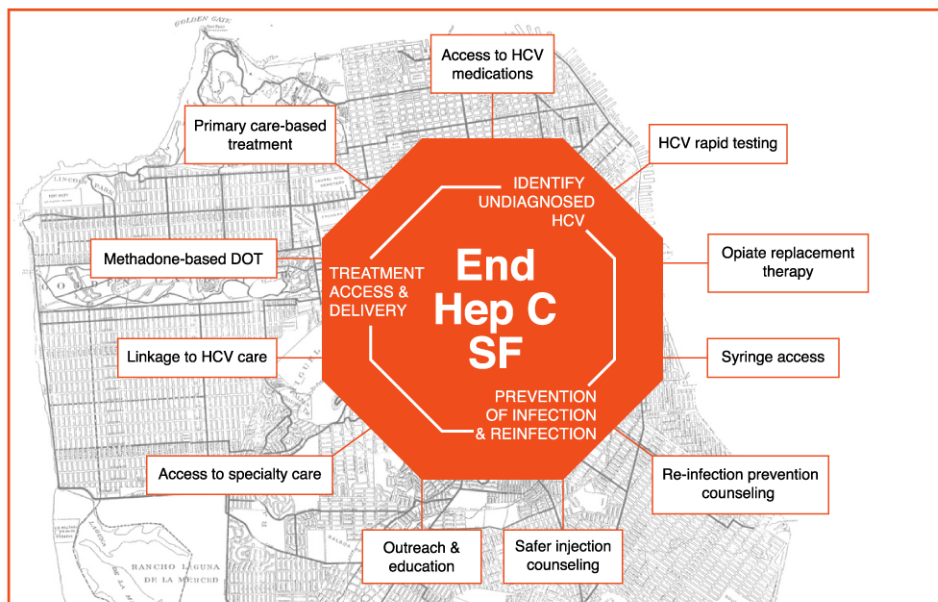 GOLDEN GATE
Access to HCV
medications
Primary care-based
treatment
HCV rapid testing
LINCOLN PARK
IDENTIFY
UNDIAGNOSED
HCV
Methadone-based DOT
Opiate replacement
therapy
TREATMENT
ACCESS &
DELIVERY
End
Hep C
SF
Linkage to HCV care
Syringe access
PREVENTION
OF INFECTION
& REINFECTION
Access to specialty care
Re-infection prevention
counseling
Outreach &
education
Safer injection
counseling
RANCHO LAGUNA
DE LA MERCED